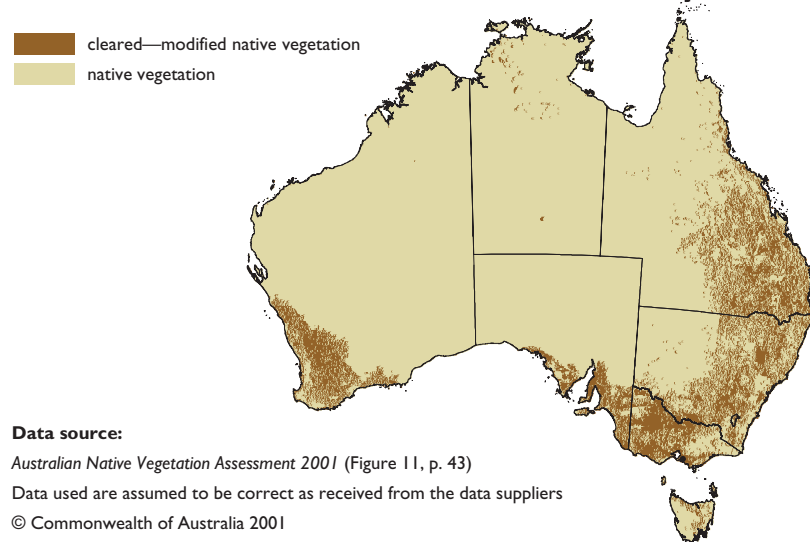 cleared—modified native vegetation
native vegetation
Data source:
Australian Native Vegetation Assessment 2001 (Figure 11, p. 43)
Data used are assumed to be correct as received from the data suppliers
© Commonwealth of Australia 2001